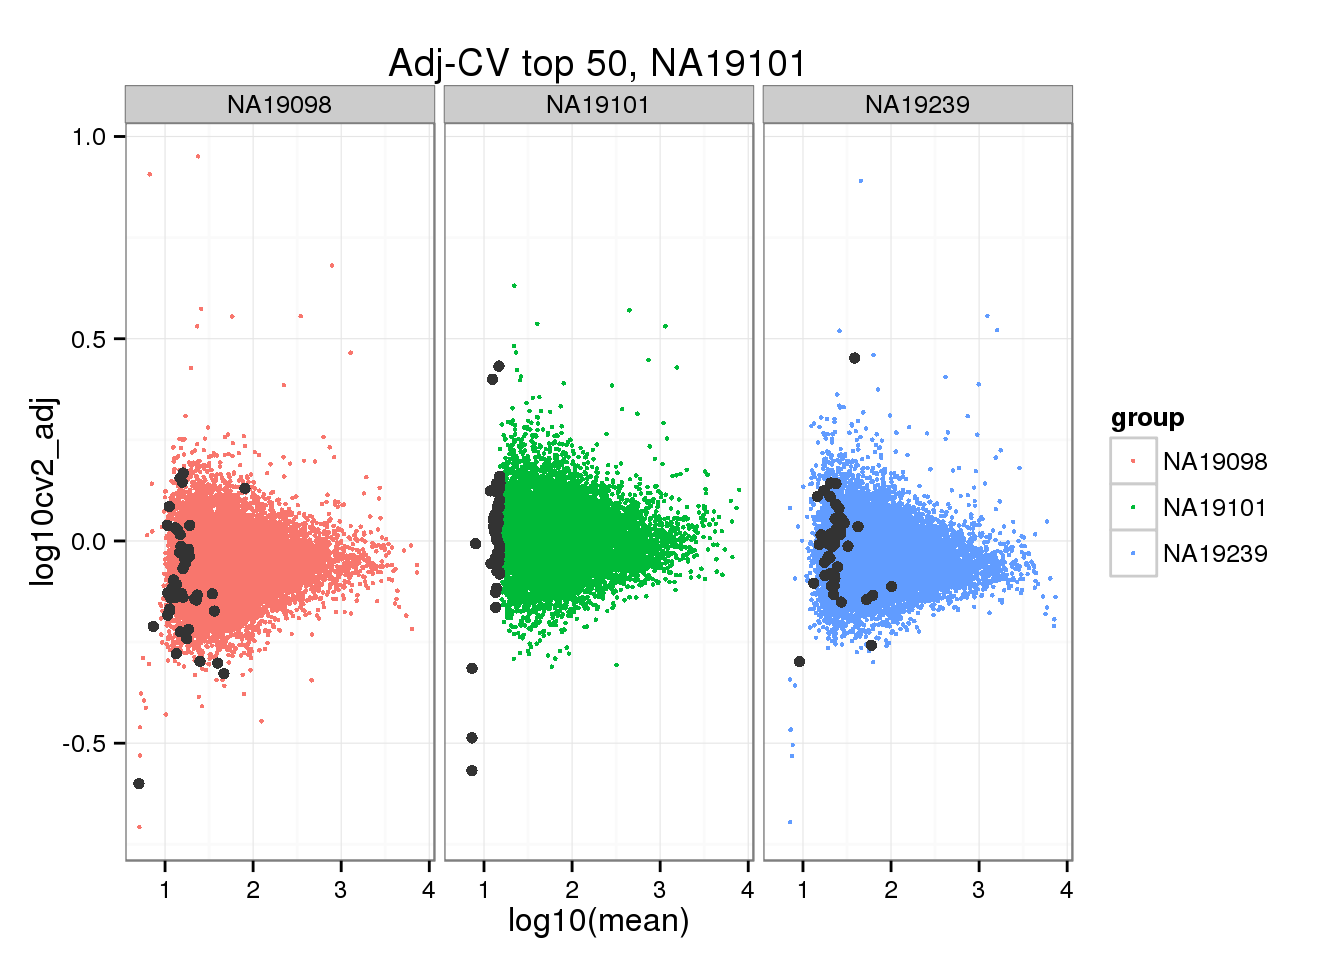 Adj-CV top 50, NA19101
NA19098 NA19101 NA19239
1.0
0.5
0.0
-0.5
log10cv2_adj
1 2 3 4 1 2 3 4 1 2 3 4
log10(mean)
group
NA19098
NA19101
NA19239